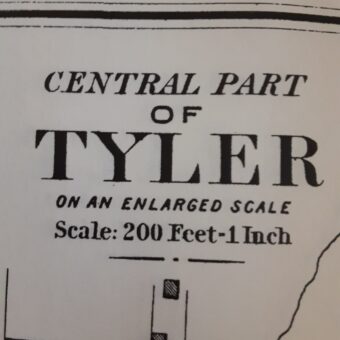 CENTRAL PART
OF
TYLER
ON AN ENLARGED SCALE
Scale: 200 Feet-1 Inch